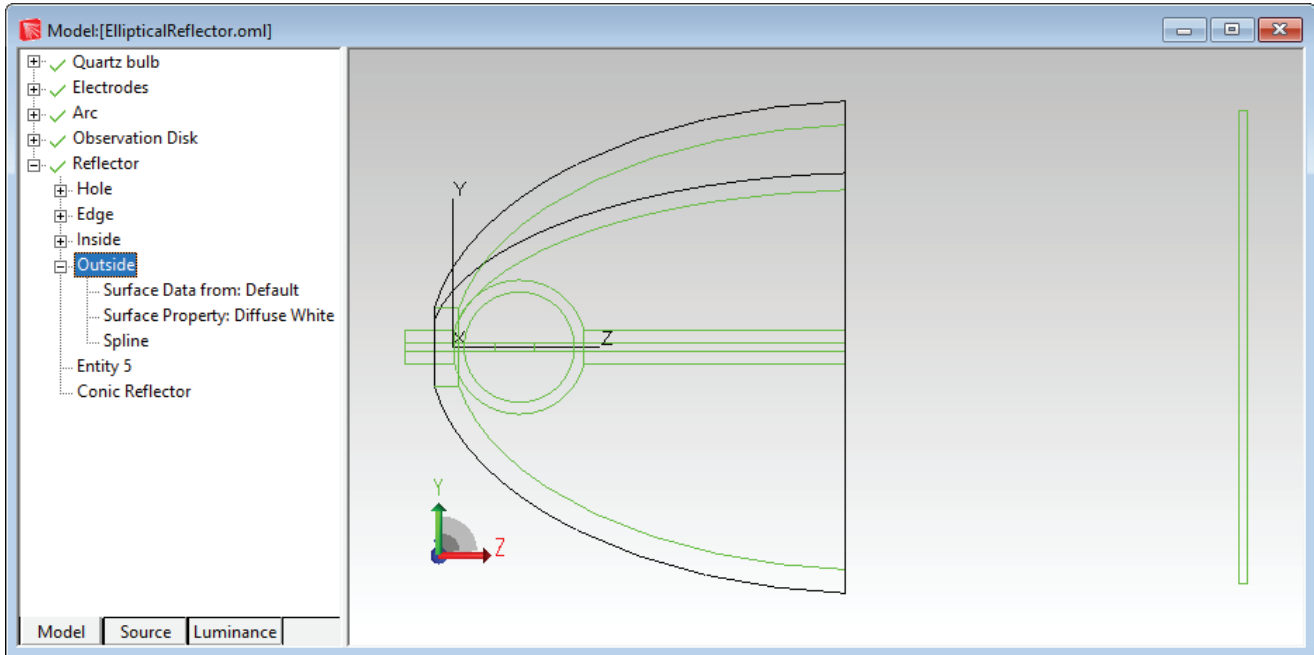 Model:[EllipticalReflector.oml]
Quartz bulb
Electrodes
Arc
Observation Disk
Reflector
Hole
Edge
Inside
Outside
Surface Data from: Default
Surface Property: Diffuse White
Spline
Entity 5
Conic Reflector
Y
X
Z
Y
Z
Model Source Luminance